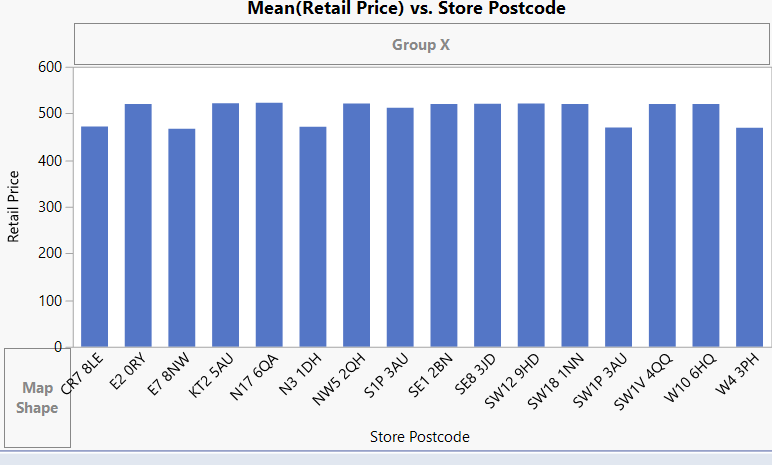 Mean(Retail Price) vs. Store Postcode
Group X
600
500
400
300
200
100
0
Retail Price
Map
Shape
CR7 8LE
E2 0RY
E7 8NW
KT2 5AU
N17 6QA
N3 1DH
NW5 2QH
S1P 3AU
SE1 2BN
SE8 3JD
SW12 9HD
SW18 1NN
SW1P 3AU
SW1V 4QQ
W10 6HQ
W4 3PH
Store Postcode